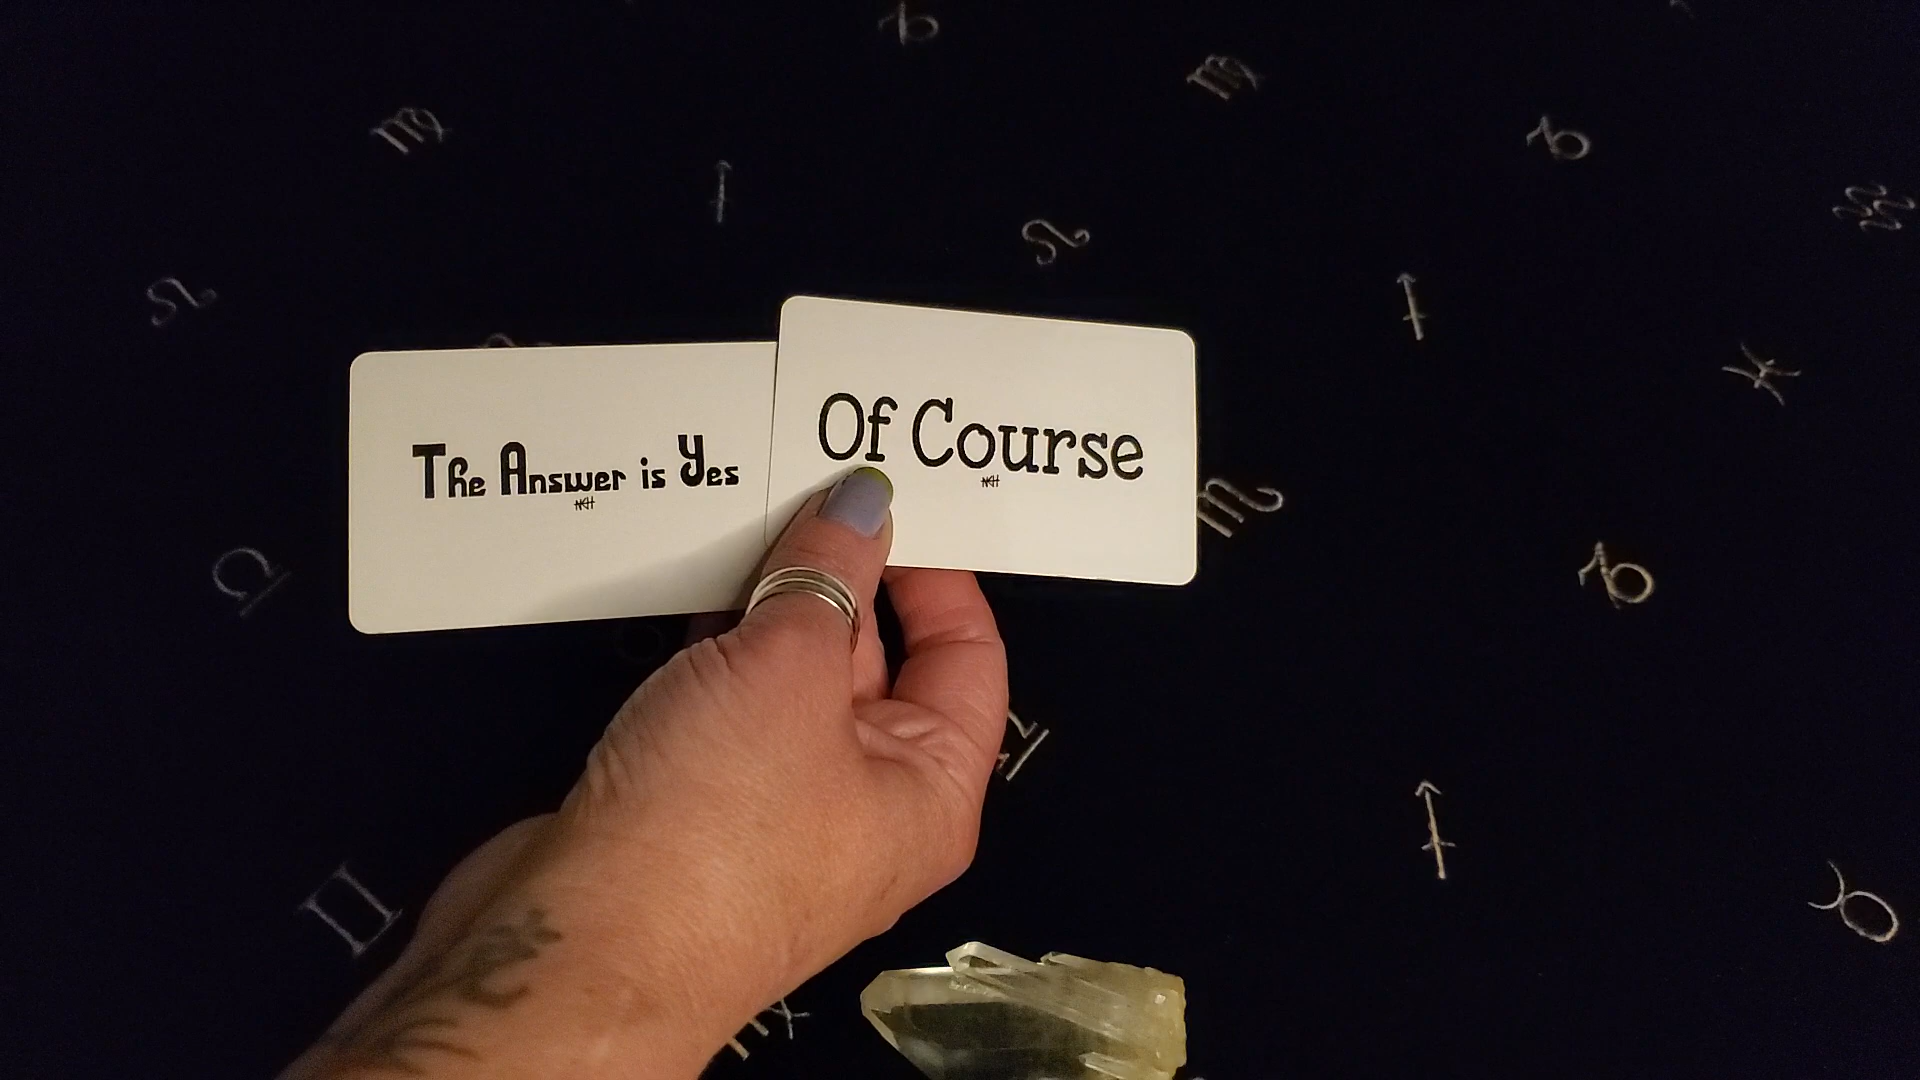 The Answer is Yes
Of Course